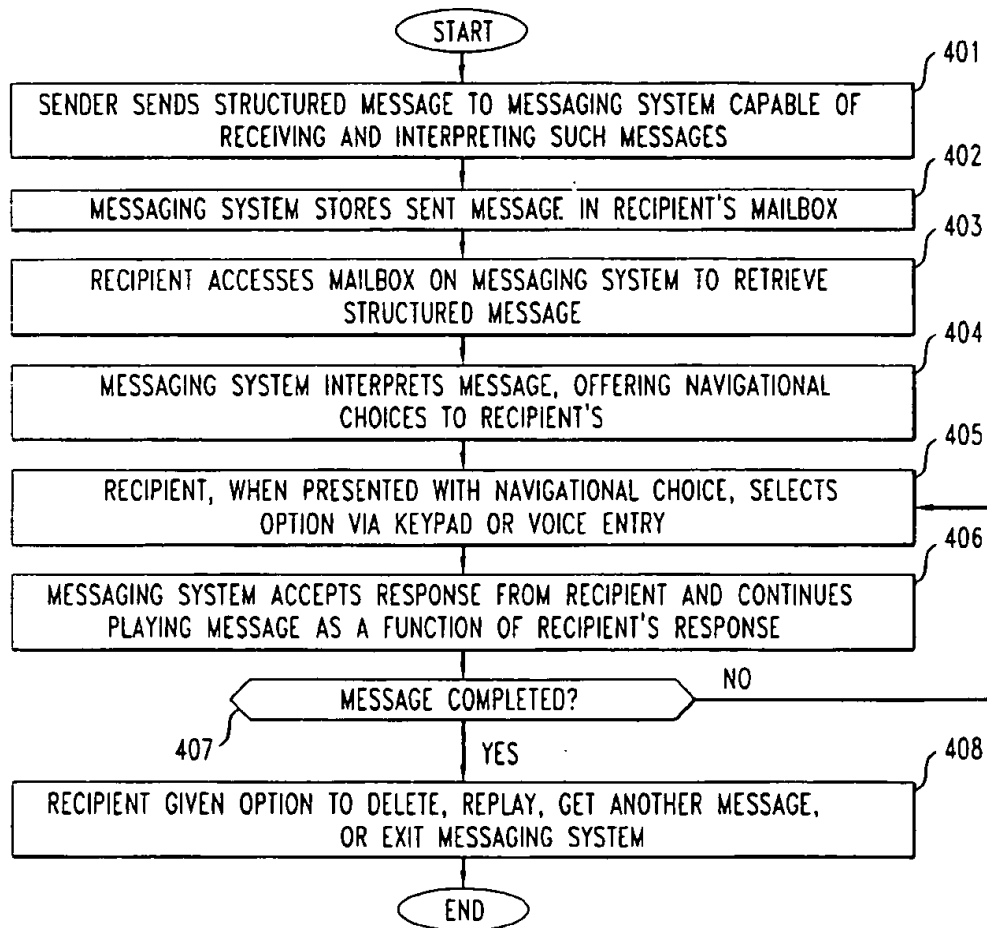 START
401
SENDER SENDS STRUCTURED MESSAGE TO MESSAGING SYSTEM CAPABLE OF
RECEIVING AND INTERPRETING SUCH MESSAGES
402
MESSAGING SYSTEM STORES SENT MESSAGE IN RECIPIENT'S MAILBOX
403
RECIPIENT ACCESSES MAILBOX ON MESSAGING SYSTEM TO RETRIEVE
STRUCTURED MESSAGE
404
MESSAGING SYSTEM INTERPRETS MESSAGE, OFFERING NAVIGATIONAL
CHOICES TO RECIPIENT'S
405
RECIPIENT, WHEN PRESENTED WITH NAVIGATIONAL CHOICE, SELECTS
OPTION VIA KEYPAD OR VOICE ENTRY
406
MESSAGING SYSTEM ACCEPTS RESPONSE FROM RECIPIENT AND CONTINUES
PLAYING MESSAGE AS A FUNCTION OF RECIPIENT'S RESPONSE
MESSAGE COMPLETED?
NO
407
YES
408
RECIPIENT GIVEN OPTION TO DELETE, REPLAY, GET ANOTHER MESSAGE,
OR EXIT MESSAGING SYSTEM
END